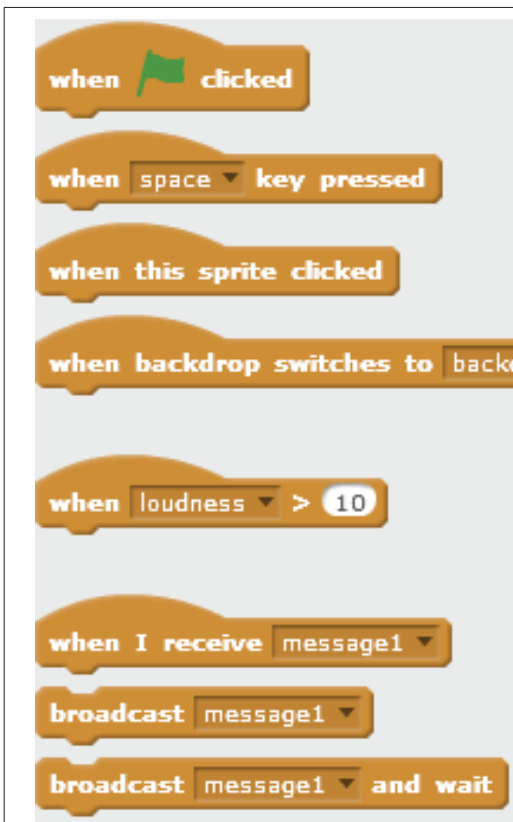 when clicked
when space key pressed
when this sprite clicked
when backdrop switches to
when loudness > 10
when I receive message1
broadcast message1
broadcast message1 and wait